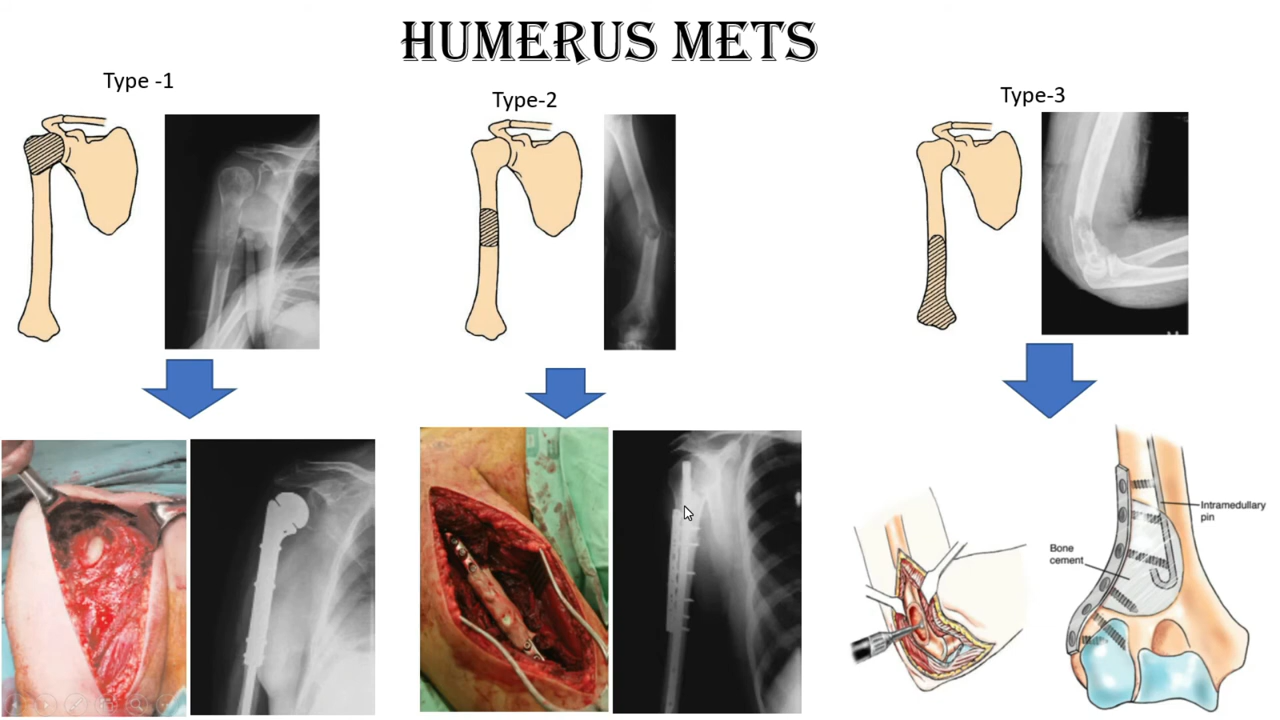 HUMERUS METS
Type -1
Type-2
Type-3
Intramedullary
pin
Bone
cement